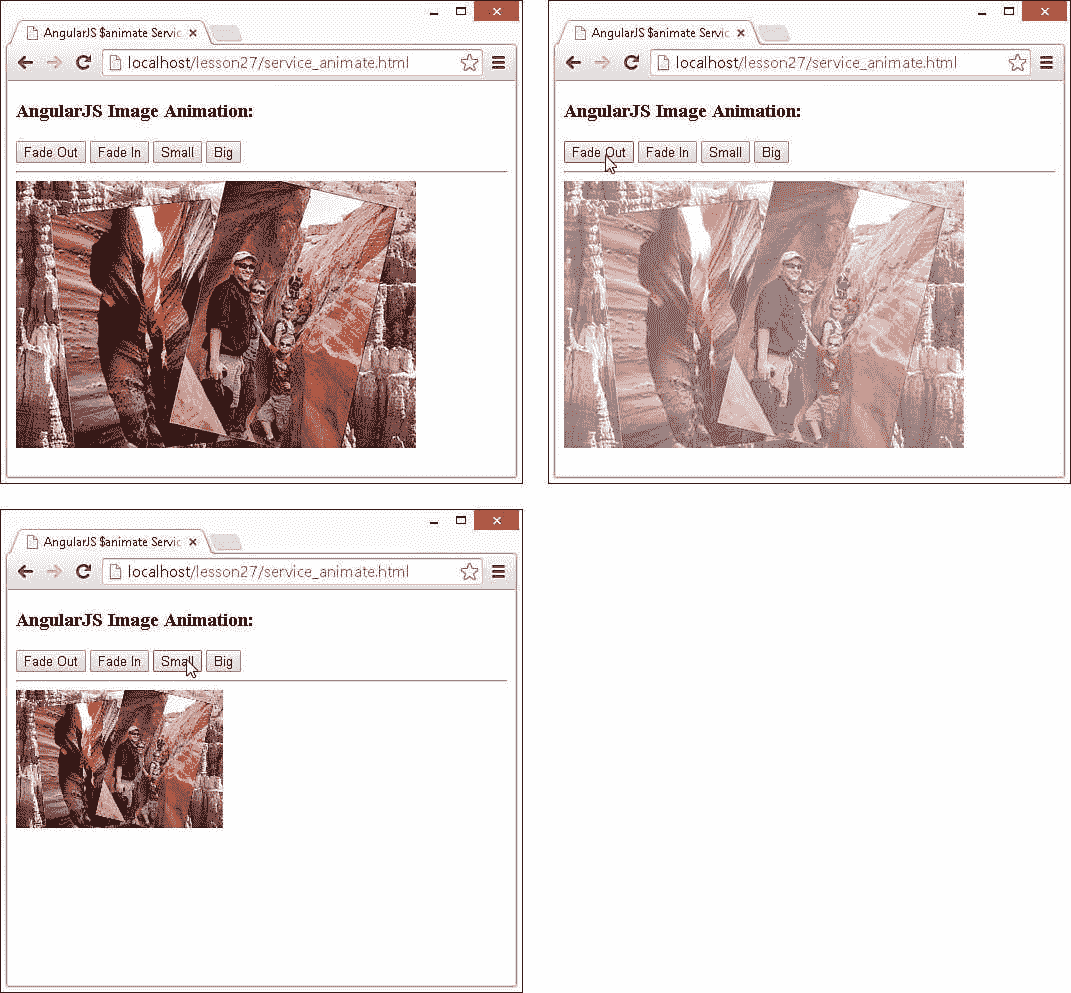 AngularJS $animate Servic
localhost/lesson27/service_animate.html
AngularJS Image Animation:
Fade Out Fade In Small Big
AngularJS $animate Servic
localhost/lesson27/service_animate.html
AngularJS Image Animation:
Fade Out Fade In Small Big
AngularJS $animate Servic
localhost/lesson27/service_animate.html
AngularJS Image Animation:
Fade Out Fade In Small Big